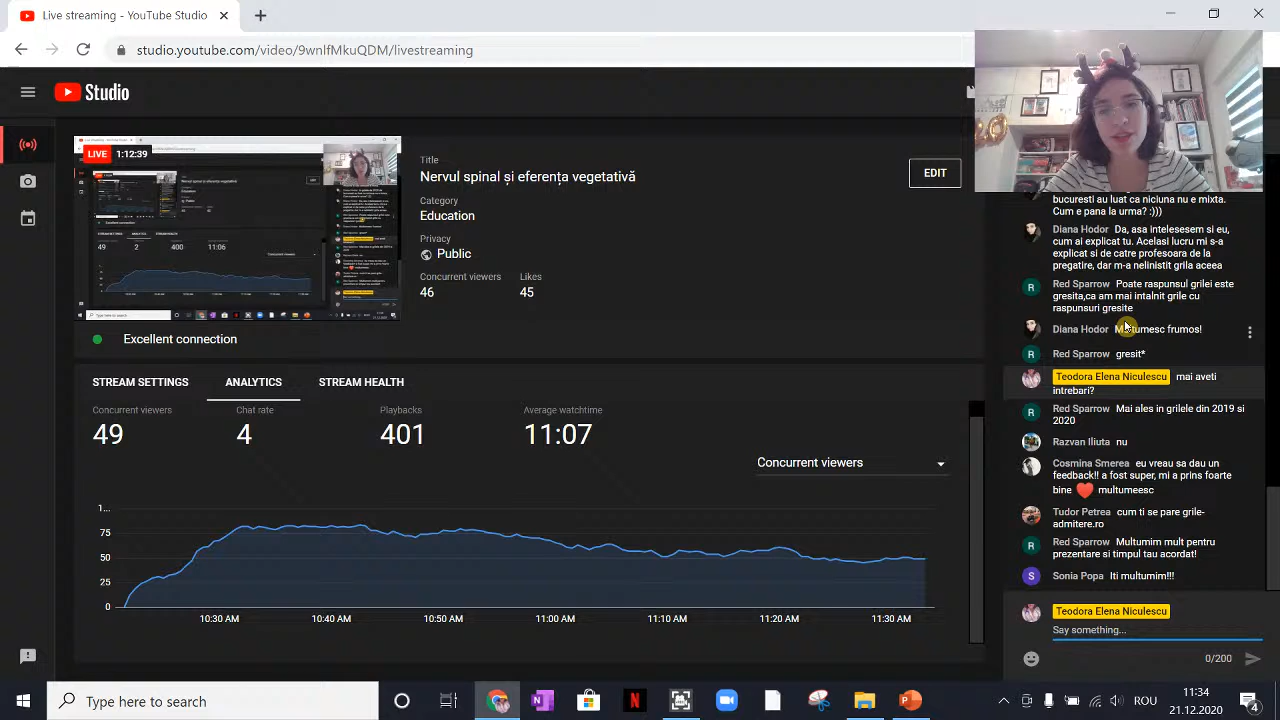 Live streaming - YouTube Studio
studio.youtube.com/video/9wnlfMkuQDM/livestreaming
Studio
LIVE
1:12:39
Title
Nervul spinal și eferența vegetativă
Category
Education
Privacy
Public
Concurrent viewers
Likes
46
45
EDIT
Excellent connection
STREAM SETTINGS
ANALYTICS
STREAM HEALTH
Concurrent viewers
Chat rate
Playbacks
Average watchtime
49
4
401
11:07
Concurrent viewers
1...
75
50
25
0
10:30 AM
10:40 AM
10:50 AM
11:00 AM
11:10 AM
11:20 AM
11:30 AM
bucuresti au luat ca niciuna nu e mixta.
Cum e pana la urma? :)))
Diana Hodor Da, asa intelesesem si eu
cum ai explicat tu. Acelasi lucru mi s-a
explicat si de catre profesoara de la
pregatire, dar m-a nelinistit grila aceea
Red Sparrow Poate raspunsul grilei este
gresita,ca am mai intalnit grile cu
raspunsuri gresite
Diana Hodor Multumesc frumos!
Red Sparrow gresit*
Teodora Elena Niculescu mai aveti
intrebari?
Red Sparrow Mai ales in grilele din 2019 si
2020
Razvan Iliuta nu
Cosmina Smerea eu vreau sa dau un
feedback!! a fost super, mi a prins foarte
bine multumeesc
Tudor Petrea cum ti se pare grile-
admitere.ro
Red Sparrow Multumim mult pentru
prezentare si timpul tau acordat!
Sonia Popa Iti multumim!!!
Teodora Elena Niculescu
Say something...
0/200
Type here to search
ROU
11:34
21.12.2020
4